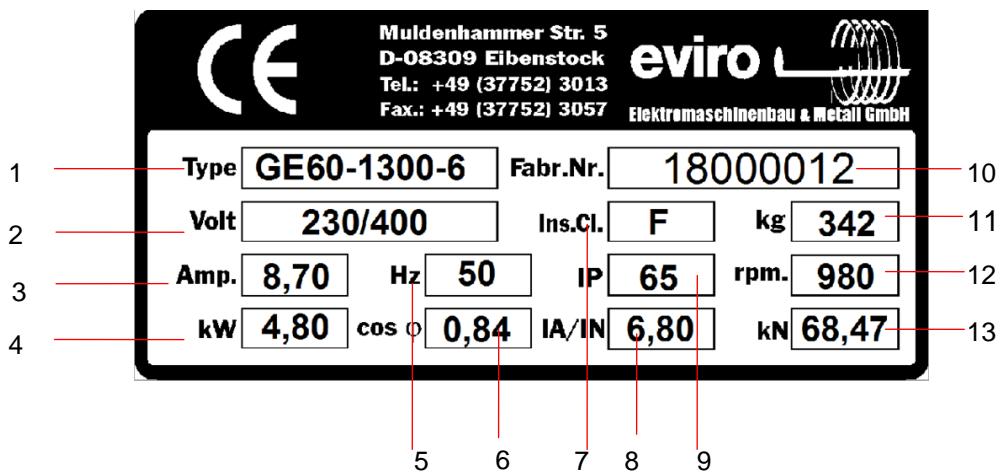 CE
Muldenhammer Str. 5
D-08309 Eibenstock
Tel.: +49 (37752) 3013
Fax.: +49 (37752) 3057
eviro
Elektromaschinenbau & Metall GmbH
1 Type GE60-1300-6 Fabr.Nr. 18000012 10
2 Volt 230/400 Ins.Cl. F kg 342 11
3 Amp. 8,70 Hz 50 IP 65 rpm. 980 12
4 kW 4,80 cos φ 0,84 IA/IN 6,80 kN 68,47 13
5 6 7 8 9